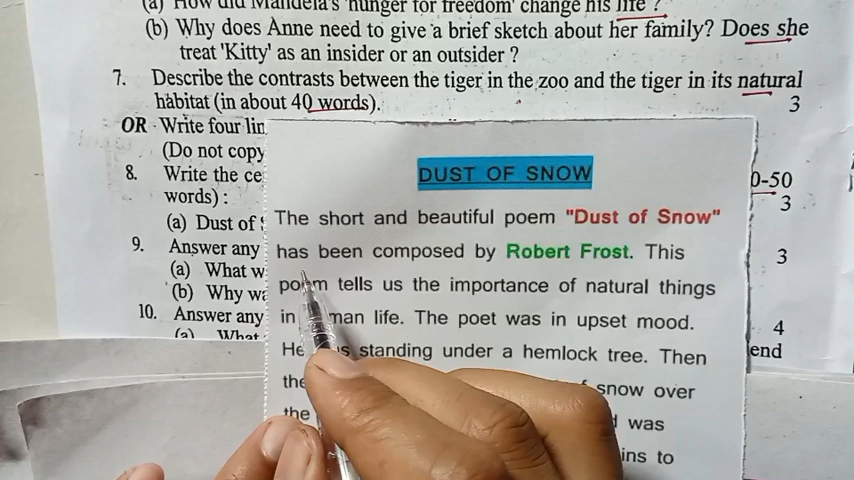 (a) How did Mandela's 'hunger for freedom' change his life ?
(b) Why does Anne need to give a brief sketch about her family? Does she
treat 'Kitty' as an insider or an outsider ?
7. Describe the contrasts between the tiger in the zoo and the tiger in its natural
habitat (in about 40 words). 3
OR Write four lin
(Do not copy
8. Write the ce 0-50
words) : 3
(a) Dust of
9. Answer any 3
(a) What w
(b) Why wa
10. Answer any 4
(a) What end
DUST OF SNOW
The short and beautiful poem "Dust of Snow"
has been composed by Robert Frost. This
poem tells us the importance of natural things
in man life. The poet was in upset mood.
He s standing under a hemlock tree. Then
the snow over
the was
ins to